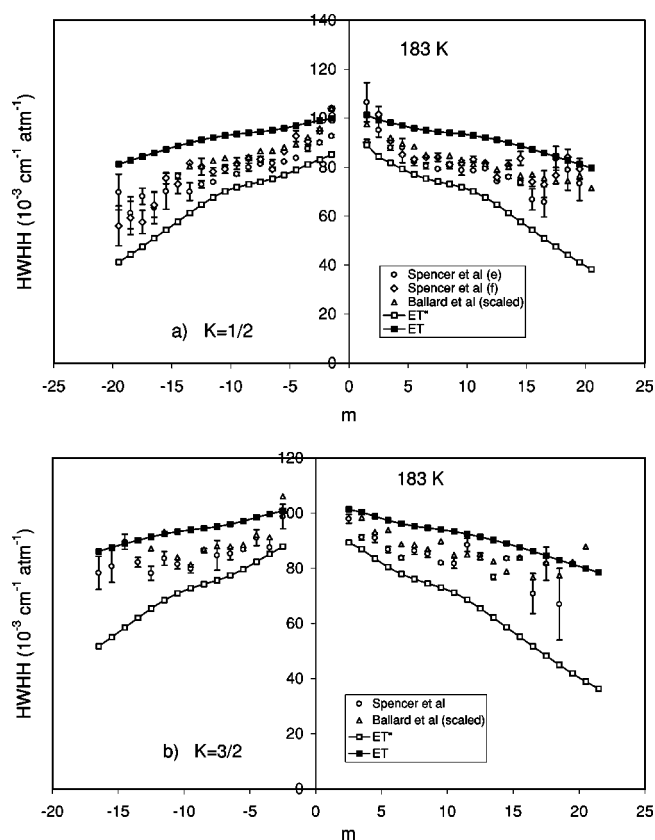 140
183 K
120
100
80
60
40
20
0
HWHH (10⁻³ cm⁻¹ atm⁻¹)
Spencer et al (e)
Spencer et al (f)
Ballard et al (scaled)
ET*
ET
a) K=1/2
-25 -20 -15 -10 -5 0 5 10 15 20 25
m
120
183 K
100
80
60
40
20
0
HWHH (10⁻³ cm⁻¹ atm⁻¹)
Spencer et al
Ballard et al (scaled)
ET*
ET
b) K=3/2
-20 -15 -10 -5 0 5 10 15 20 25
m